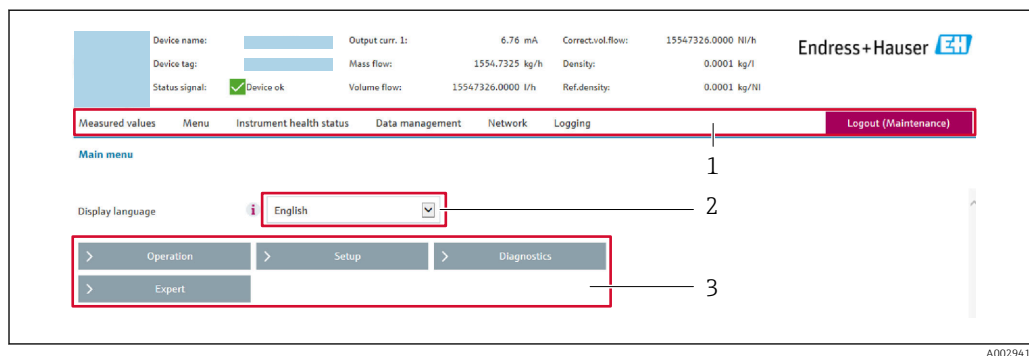 Device name: Output curr. 1: 6.76 mA Correct.vol.flow: 15547326.0000 Nl/h
Endress+Hauser EH
Device tag: Mass flow: 1554.7325 kg/h Density: 0.0001 kg/l
Status signal: Device ok Volume flow: 15547326.0000 l/h Ref.density: 0.0001 kg/Nl
Measured values Menu Instrument health status Data management Network Logging Logout (Maintenance)
1
Main menu
Display language i English 2
> Operation > Setup > Diagnostics
> Expert 3
A002941